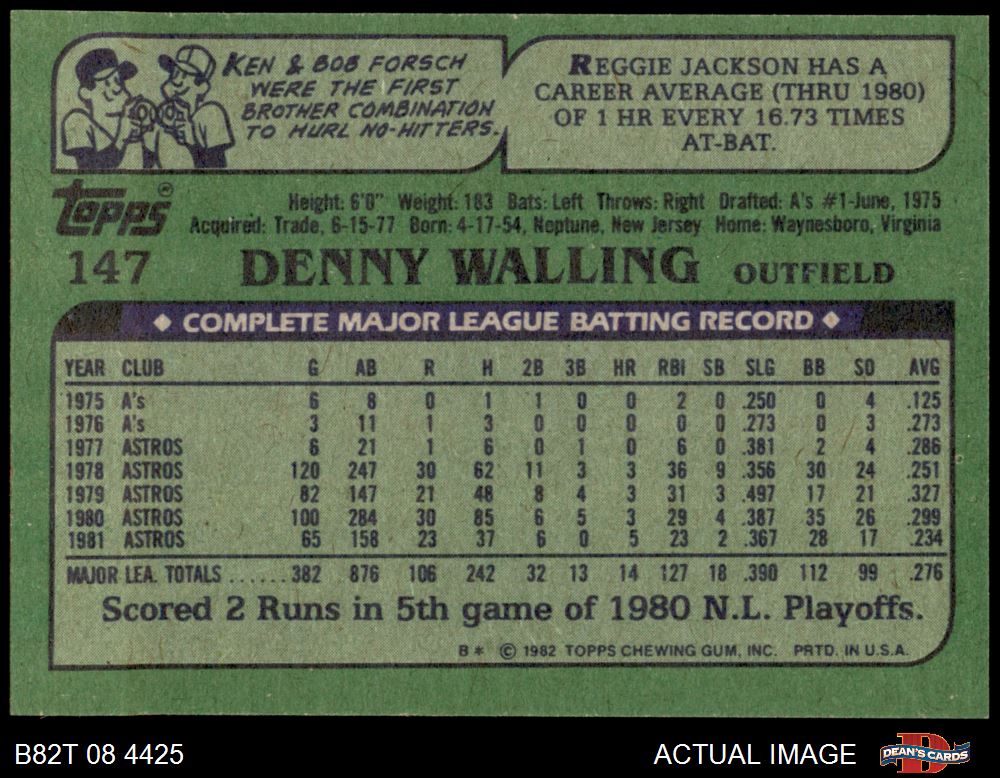 KEN & BOB FORSCH
WERE THE FIRST
BROTHER COMBINATION
TO HURL NO-HITTERS.
REGGIE JACKSON HAS A
CAREER AVERAGE (THRU 1980)
OF 1 HR EVERY 16.73 TIMES
AT-BAT.
topps®
Height: 6'0" Weight: 183 Bats: Left Throws: Right Drafted: A's #1-June, 1975
Acquired: Trade, 6-15-77 Born: 4-17-54, Neptune, New Jersey Home: Waynesboro, Virginia
147 DENNY WALLING OUTFIELD
◆ COMPLETE MAJOR LEAGUE BATTING RECORD ◆
YEAR CLUB G AB R H 2B 3B HR RBI SB SLG BB SO AVG
1975 A's 6 8 0 1 1 0 0 2 0 .250 0 4 .125
1976 A's 3 11 1 3 0 0 0 0 0 .273 0 3 .273
1977 ASTROS 6 21 1 6 0 1 0 6 0 .381 2 4 .286
1978 ASTROS 120 247 30 62 11 3 3 36 9 .356 30 24 .251
1979 ASTROS 82 147 21 48 8 4 3 31 3 .497 17 21 .327
1980 ASTROS 100 284 30 85 6 5 3 29 4 .387 35 26 .299
1981 ASTROS 65 158 23 37 6 0 5 23 2 .367 28 17 .234
MAJOR LEA. TOTALS ......382 876 106 242 32 13 14 127 18 .390 112 99 .276
Scored 2 Runs in 5th game of 1980 N.L. Playoffs.
B* © 1982 TOPPS CHEWING GUM, INC. PRTD. IN U.S.A.
B82T 08 4425 ACTUAL IMAGE DEAN'S CARDS